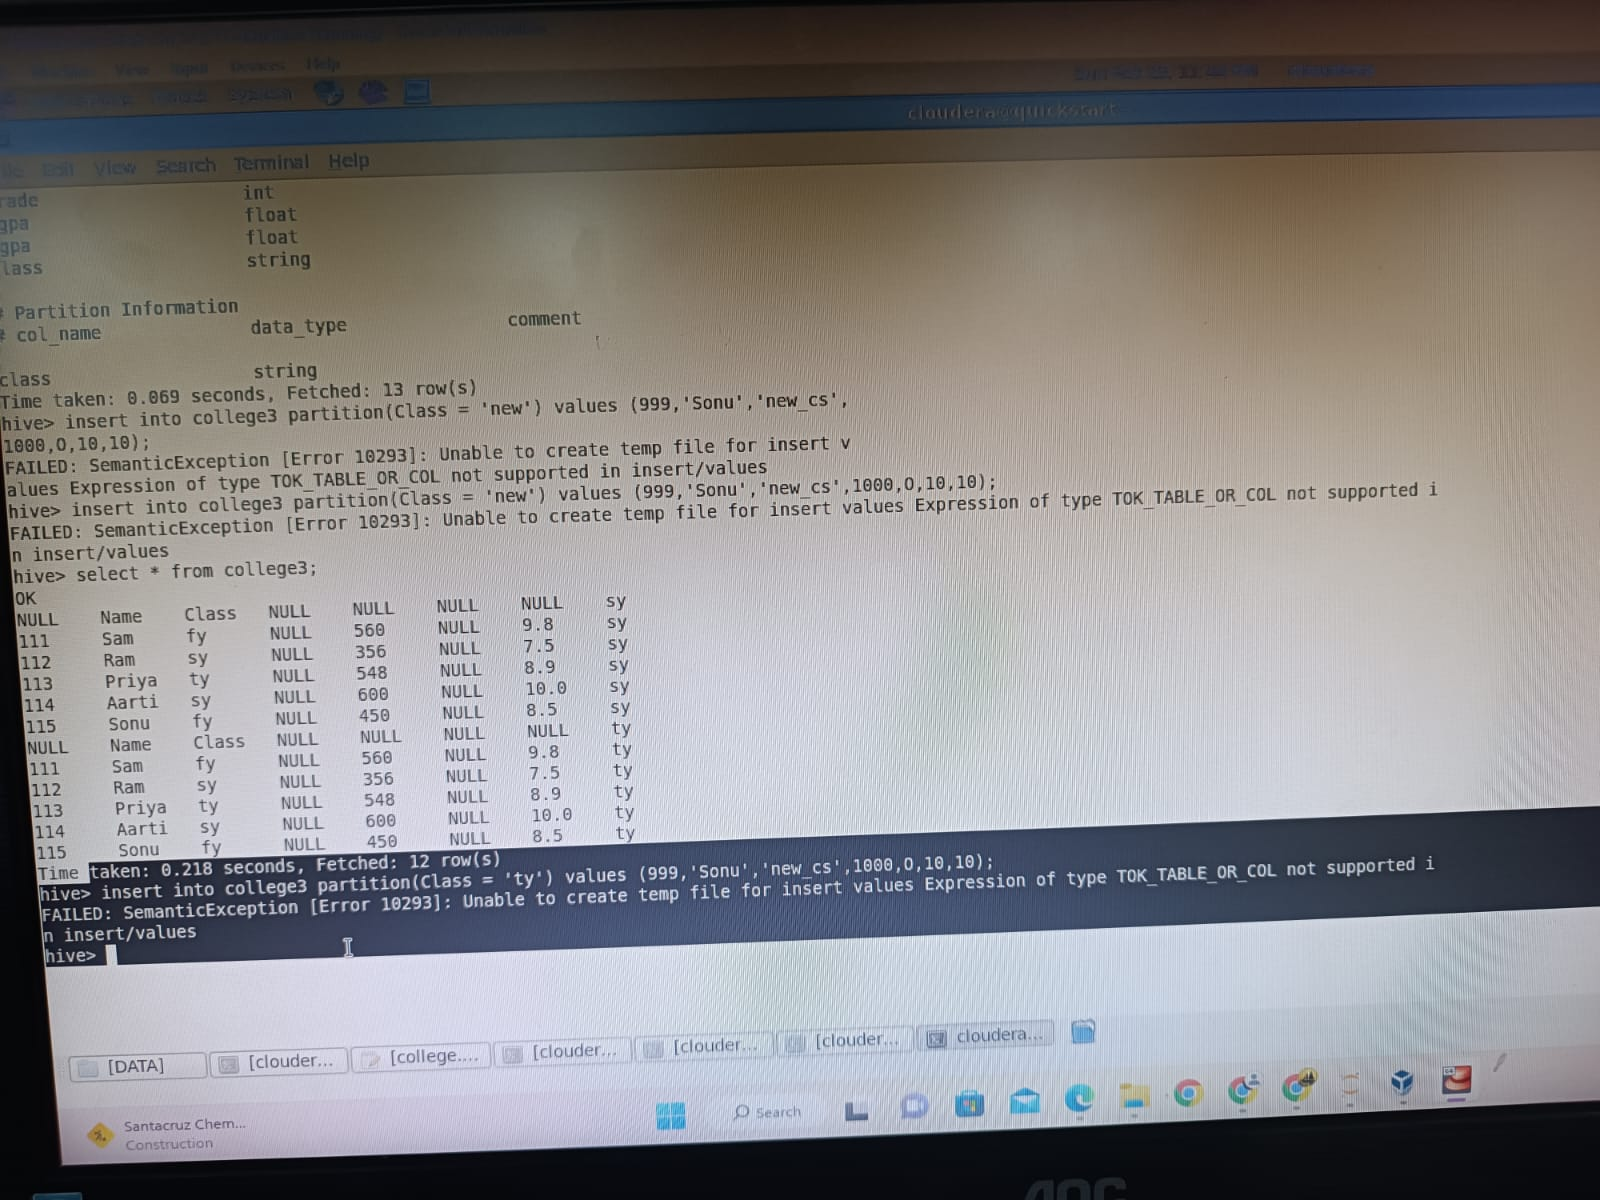 View Input Devices Help
System
cloudera@quickstart
Edit View Search Terminal Help
rade int
gpa float
gpa float
lass string
# Partition Information
# col_name data_type comment
class string
Time taken: 0.069 seconds, Fetched: 13 row(s)
hive> insert into college3 partition(Class = 'new') values (999,'Sonu','new_cs',
1000,O,10,10);
FAILED: SemanticException [Error 10293]: Unable to create temp file for insert v
alues Expression of type TOK_TABLE_OR_COL not supported in insert/values
hive> insert into college3 partition(Class = 'new') values (999,'Sonu','new_cs',1000,O,10,10);
FAILED: SemanticException [Error 10293]: Unable to create temp file for insert values Expression of type TOK_TABLE_OR_COL not supported i
n insert/values
hive> select * from college3;
OK
NULL Name Class NULL NULL NULL NULL sy
111 Sam fy NULL 560 NULL 9.8 sy
112 Ram sy NULL 356 NULL 7.5 sy
113 Priya ty NULL 548 NULL 8.9 sy
114 Aarti sy NULL 600 NULL 10.0 sy
115 Sonu fy NULL 450 NULL 8.5 sy
NULL Name Class NULL NULL NULL NULL ty
111 Sam fy NULL 560 NULL 9.8 ty
112 Ram sy NULL 356 NULL 7.5 ty
113 Priya ty NULL 548 NULL 8.9 ty
114 Aarti sy NULL 600 NULL 10.0 ty
115 Sonu fy NULL 450 NULL 8.5 ty
Time taken: 0.218 seconds, Fetched: 12 row(s)
hive> insert into college3 partition(Class = 'ty') values (999,'Sonu','new_cs',1000,O,10,10);
FAILED: SemanticException [Error 10293]: Unable to create temp file for insert values Expression of type TOK_TABLE_OR_COL not supported i
n insert/values
hive>
[DATA] [clouder... [college.... [clouder... [clouder... [clouder... cloudera...
Santacruz Chem...
Construction
Search
AOC